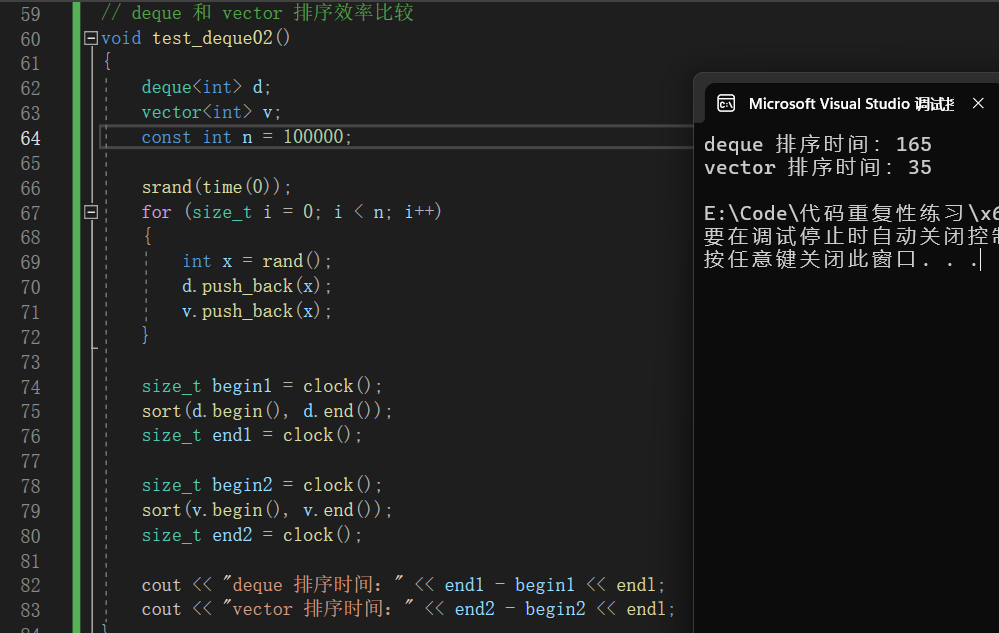 59 // deque 和 vector 排序效率比较
60 void test_deque02()
61 {
62 deque<int> d;
63 vector<int> v;
64 const int n = 100000;
65
66 srand(time(0));
67 for (size_t i = 0; i < n; i++)
68 {
69 int x = rand();
70 d.push_back(x);
71 v.push_back(x);
72 }
73
74 size_t begin1 = clock();
75 sort(d.begin(), d.end());
76 size_t end1 = clock();
77
78 size_t begin2 = clock();
79 sort(v.begin(), v.end());
80 size_t end2 = clock();
81
82 cout << "deque 排序时间：" << end1 - begin1 << endl;
83 cout << "vector 排序时间：" << end2 - begin2 << endl;
84 }
Microsoft Visual Studio 调试
deque 排序时间：165
vector 排序时间：35
E:\Code\代码重复性练习\x6
要在调试停止时自动关闭控制
按任意键关闭此窗口. . .